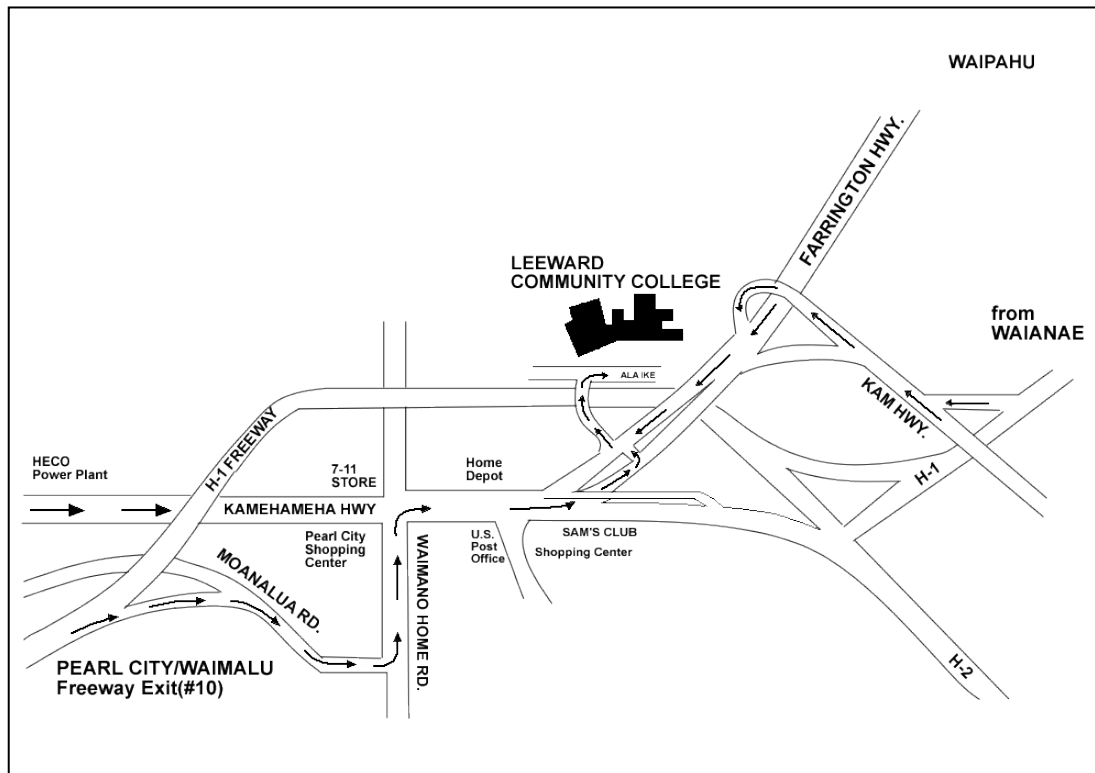 WAIPAHU
FARRINGTON HWY.
LEEWARD
COMMUNITY COLLEGE
from
WAIANAE
ALA IKE
KAM HWY.
H-1 FREEWAY
HECO
Power Plant
7-11
STORE
Home
Depot
H-1
KAMEHAMEHA HWY
Pearl City
Shopping
Center
U.S.
Post
Office
SAM'S CLUB
Shopping Center
MOANALUA RD.
WAIMANO HOME RD.
PEARL CITY/WAIMALU
Freeway Exit(#10)
H-2